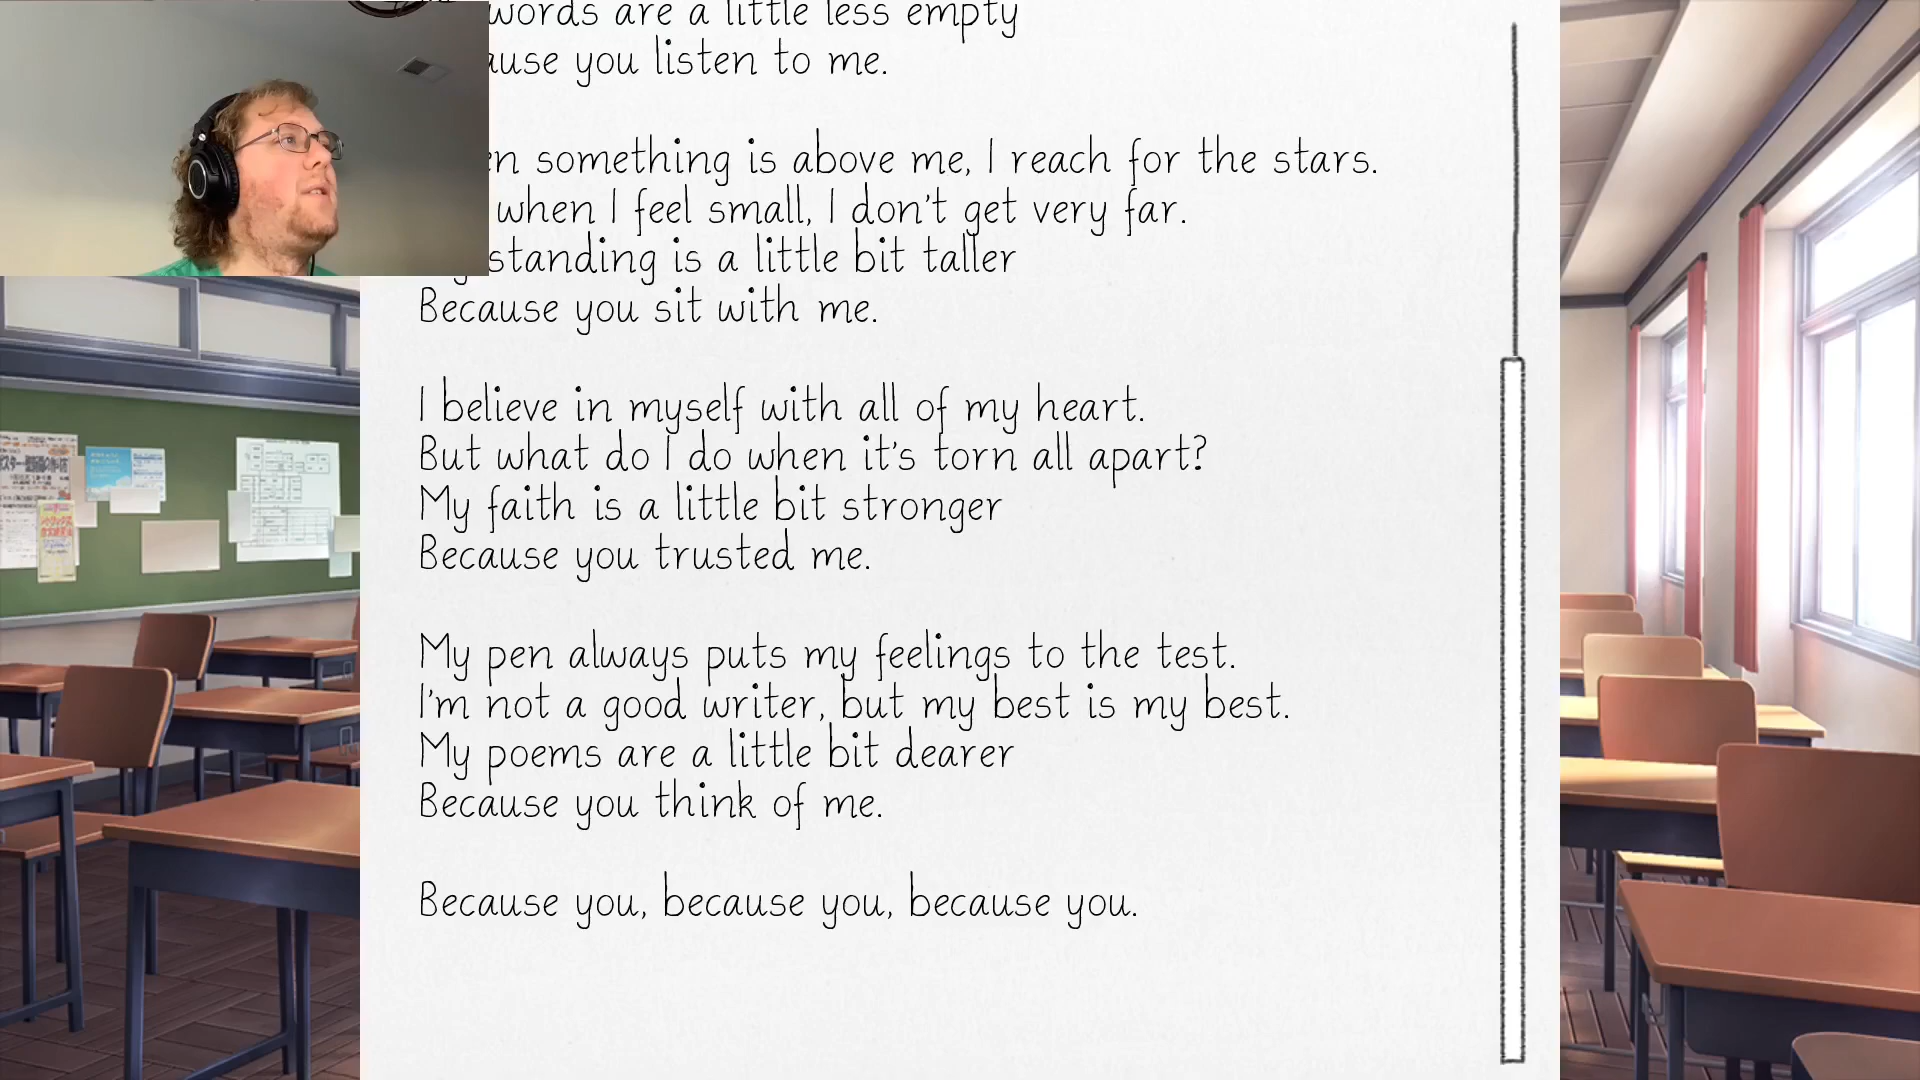 words are a little less empty
ause you listen to me.
en something is above me, I reach for the stars.
when I feel small, I don't get very far.
standing is a little bit taller
Because you sit with me.
I believe in myself with all of my heart.
But what do I do when it's torn all apart?
My faith is a little bit stronger
Because you trusted me.
My pen always puts my feelings to the test.
I'm not a good writer, but my best is my best.
My poems are a little bit dearer
Because you think of me.
Because you, because you, because you.